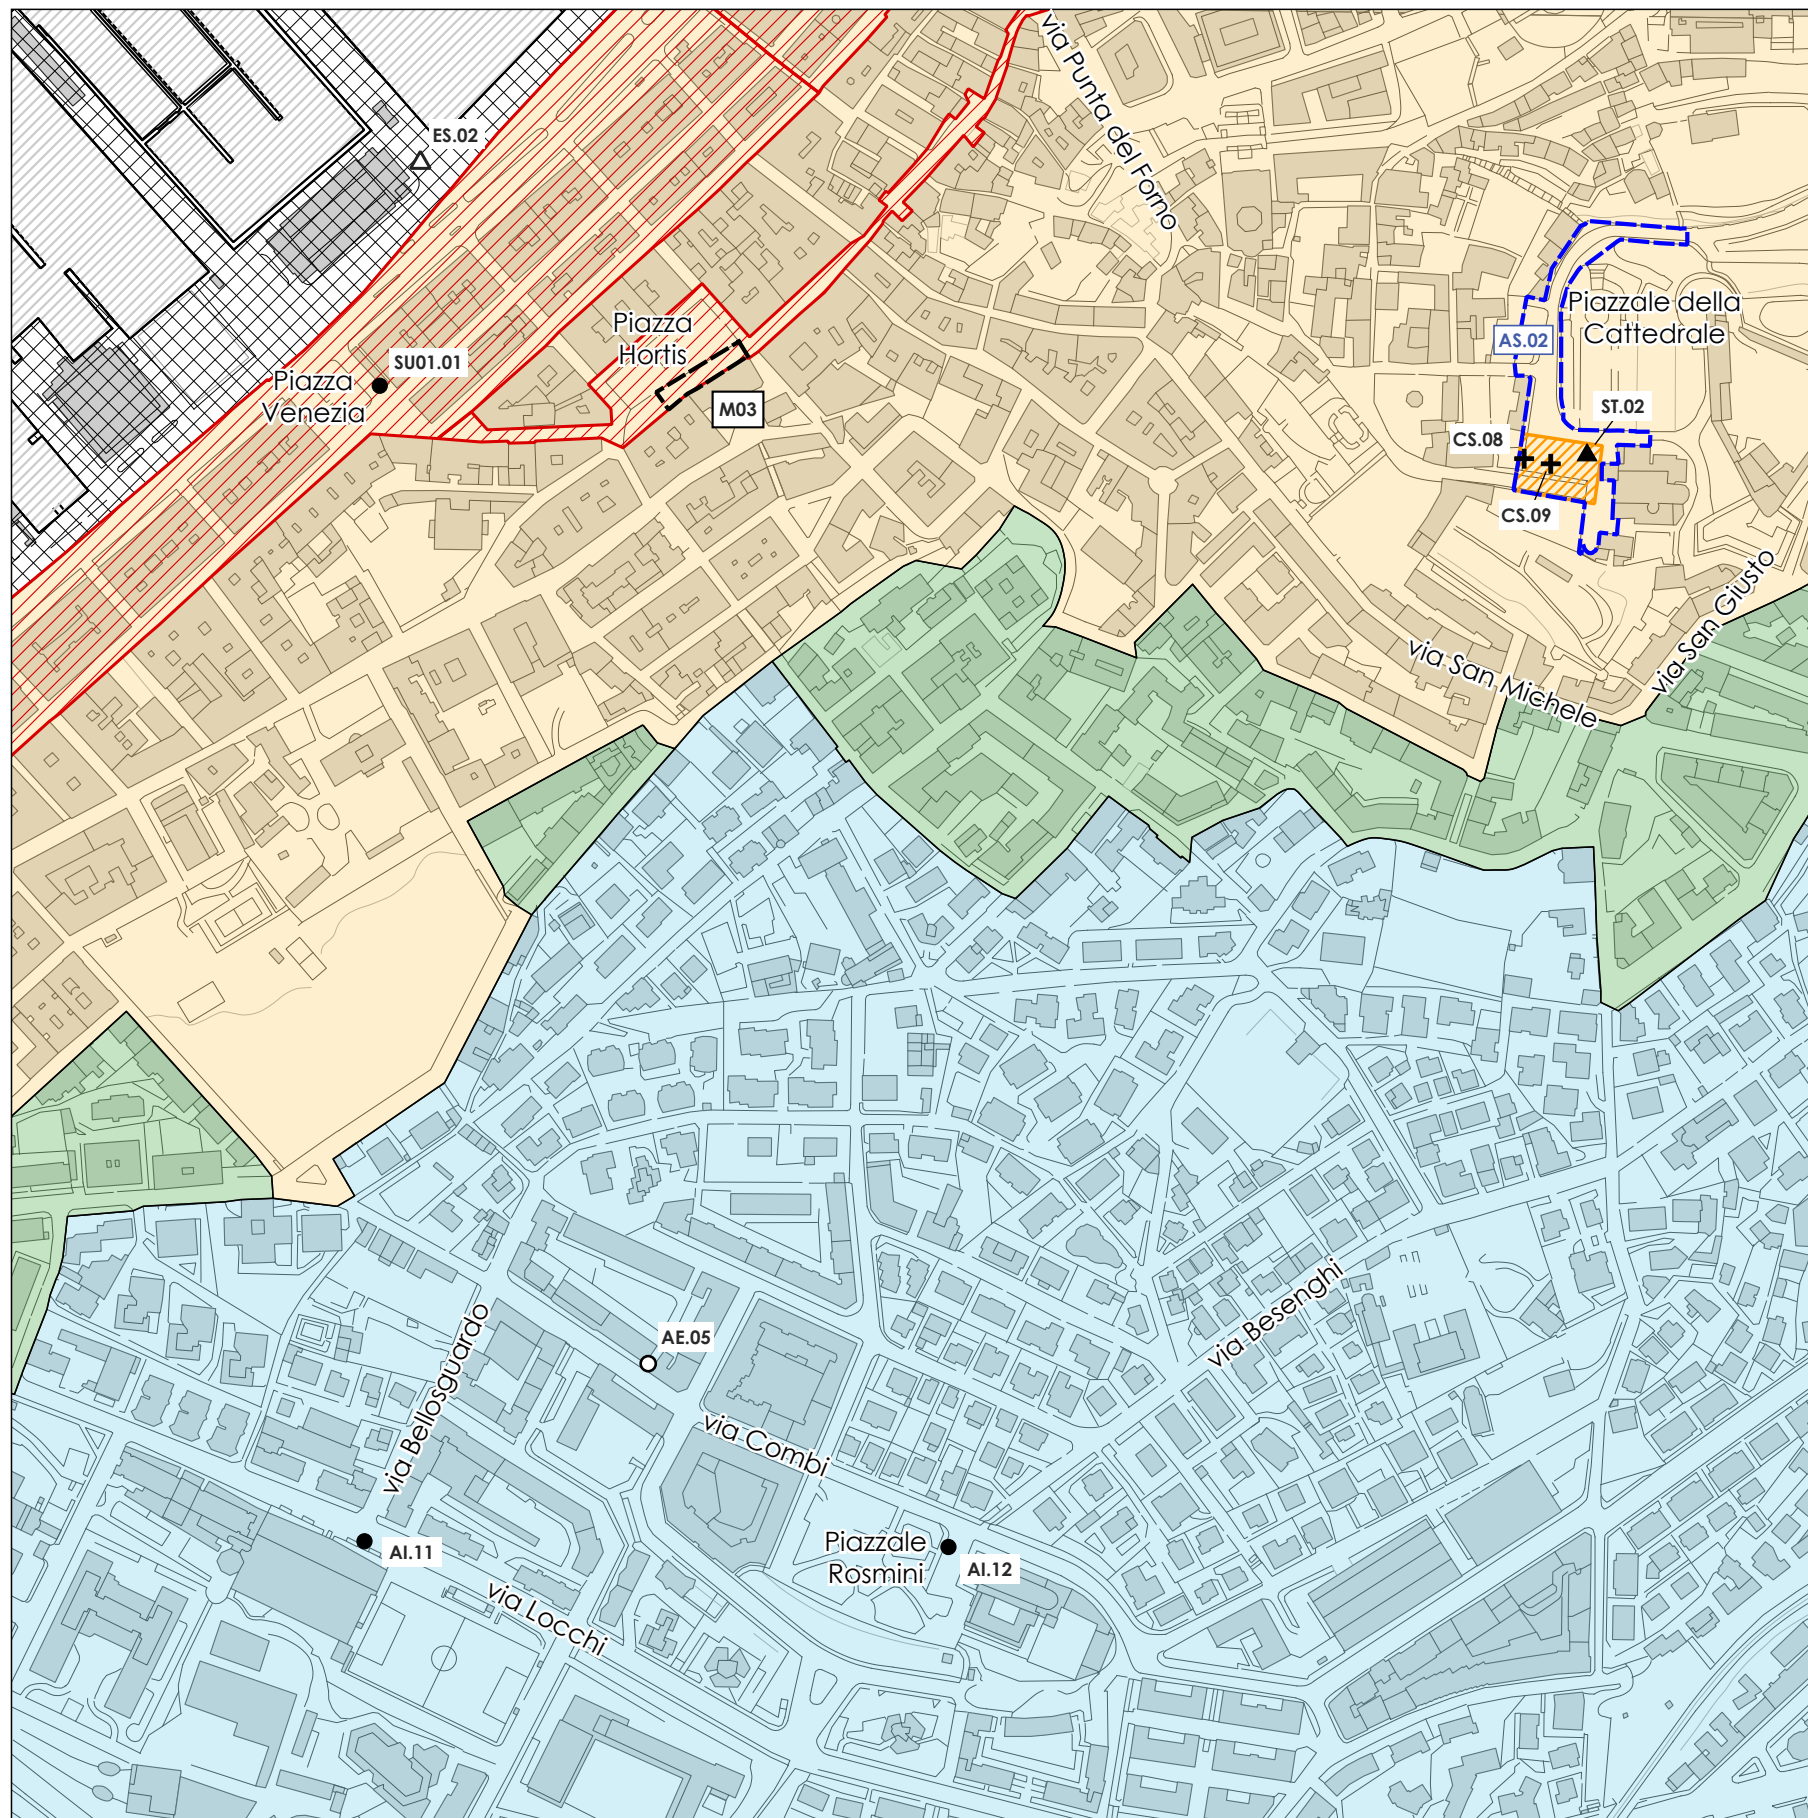 via Punta del Forno
ES.02
Piazzale della
Cattedrale
AS.02
Piazza
Hortis
SU01.01
Piazza
Venezia
M03
ST.02
CS.08
CS.09
via San Giusto
via San Michele
via Besenghi
via Bellosguardo
AE.05
via Combi
Piazzale
Rosmini
AI.11
AI.12
via Locchi